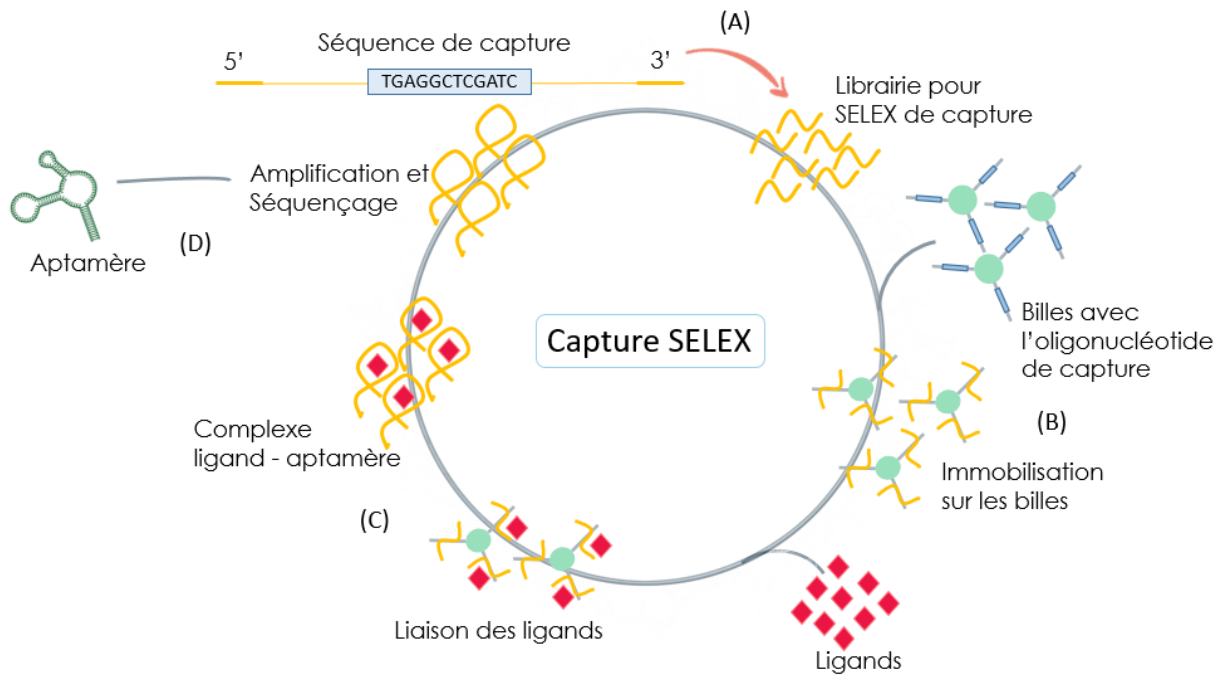 (A)
Séquence de capture
5’
3’
TGAGGCTCGATC
Librairie pour
SELEX de capture
Amplification et
Séquençage
(D)
Aptamère
Capture SELEX
Billes avec
l’oligonucléotide
de capture
(B)
Immobilisation
sur les billes
Complexe
ligand - aptamère
(C)
Liaison des ligands
Ligands